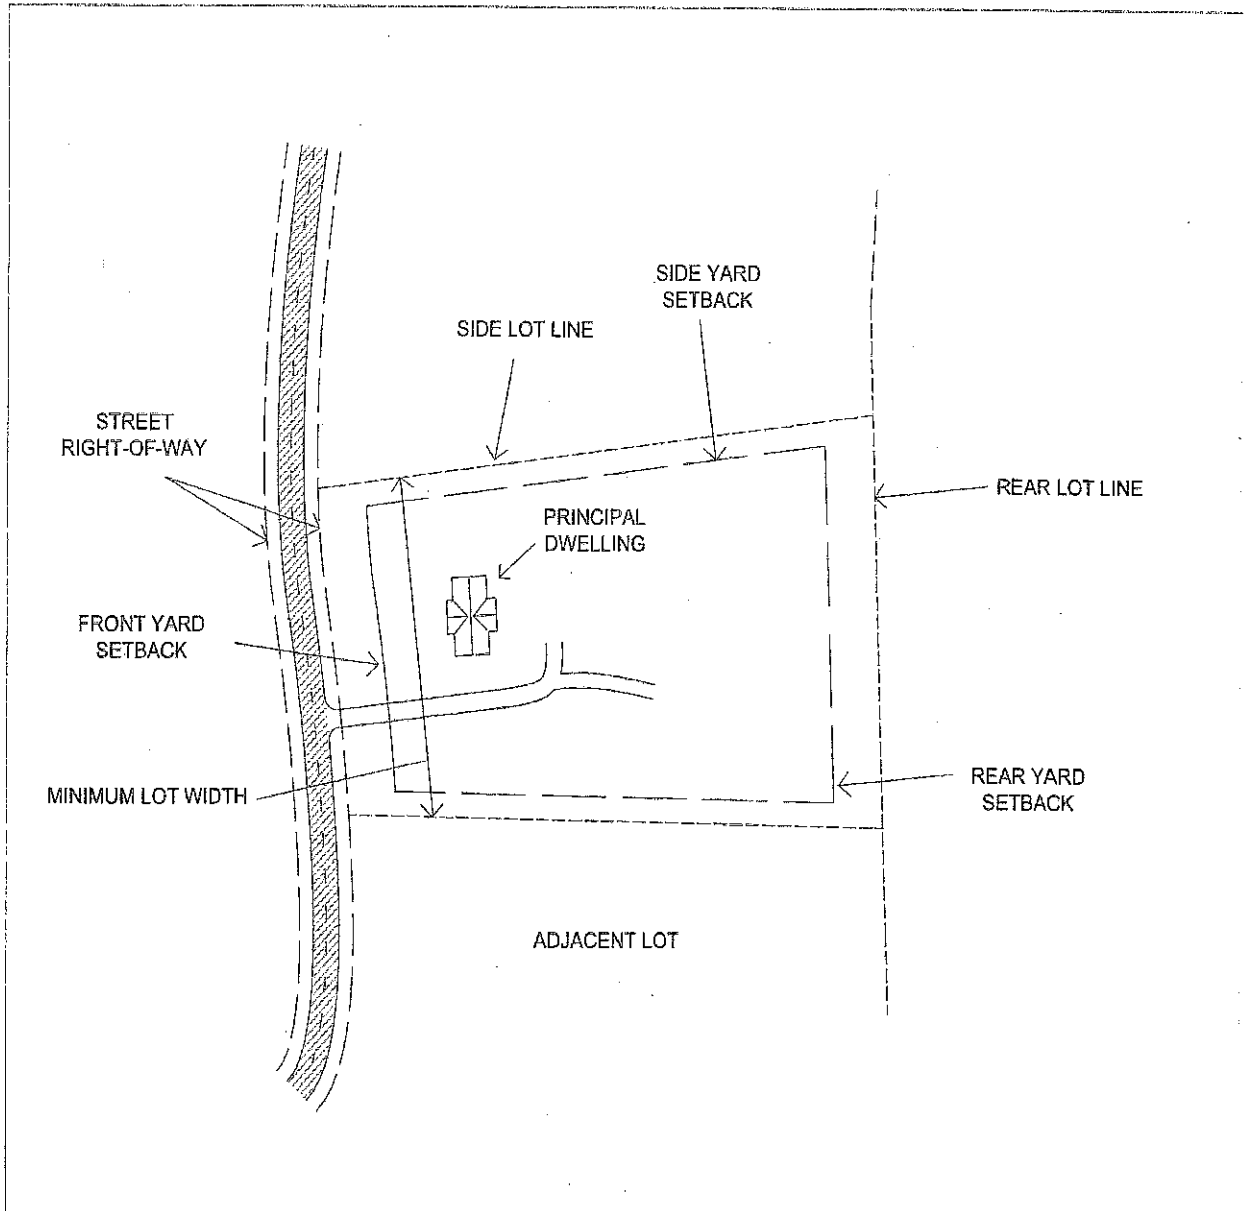 SIDE YARD
SETBACK
SIDE LOT LINE
STREET
RIGHT-OF-WAY
REAR LOT LINE
PRINCIPAL
DWELLING
FRONT YARD
SETBACK
MINIMUM LOT WIDTH
REAR YARD
SETBACK
ADJACENT LOT